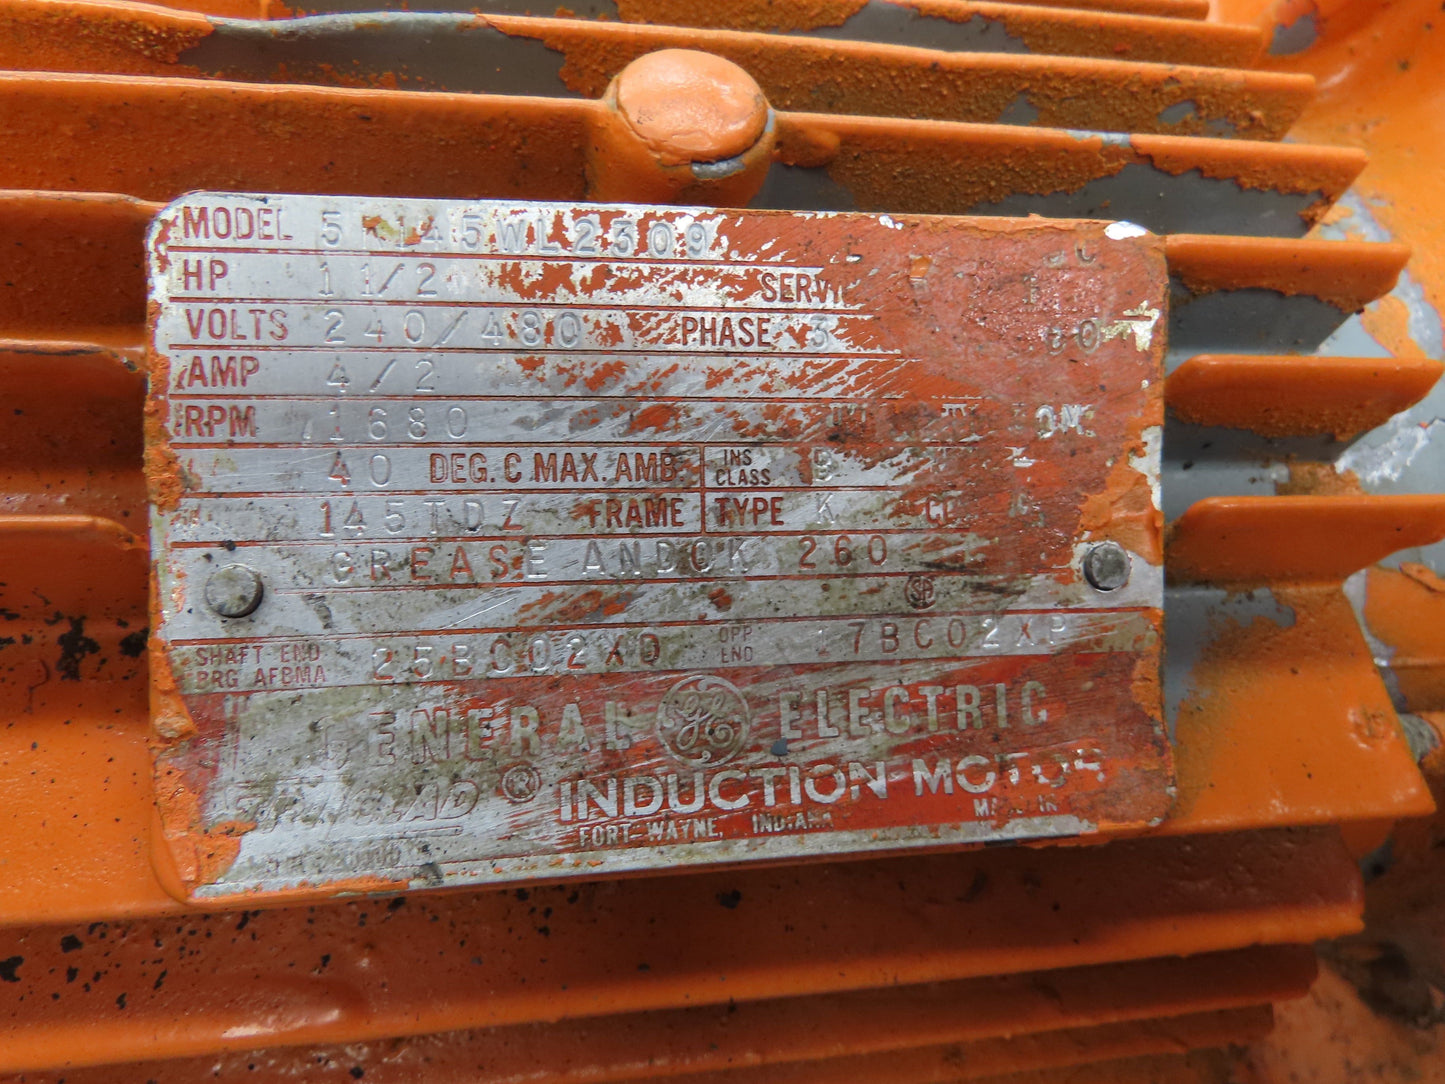 MODEL 5K145WL2309
HP 1 1/2
VOLTS 240/480 PHASE 3 60
AMP 4/2
RPM 1680
40 DEG. C MAX. AMB. INS CLASS B
145TDZ FRAME TYPE K
GREASE ANDOK 260
SHAFT END BRG AFBMA 25BC02XD OPP END 17BC02XP
GENERAL GE ELECTRIC
® INDUCTION MOTOR
FORT WAYNE, INDIANA